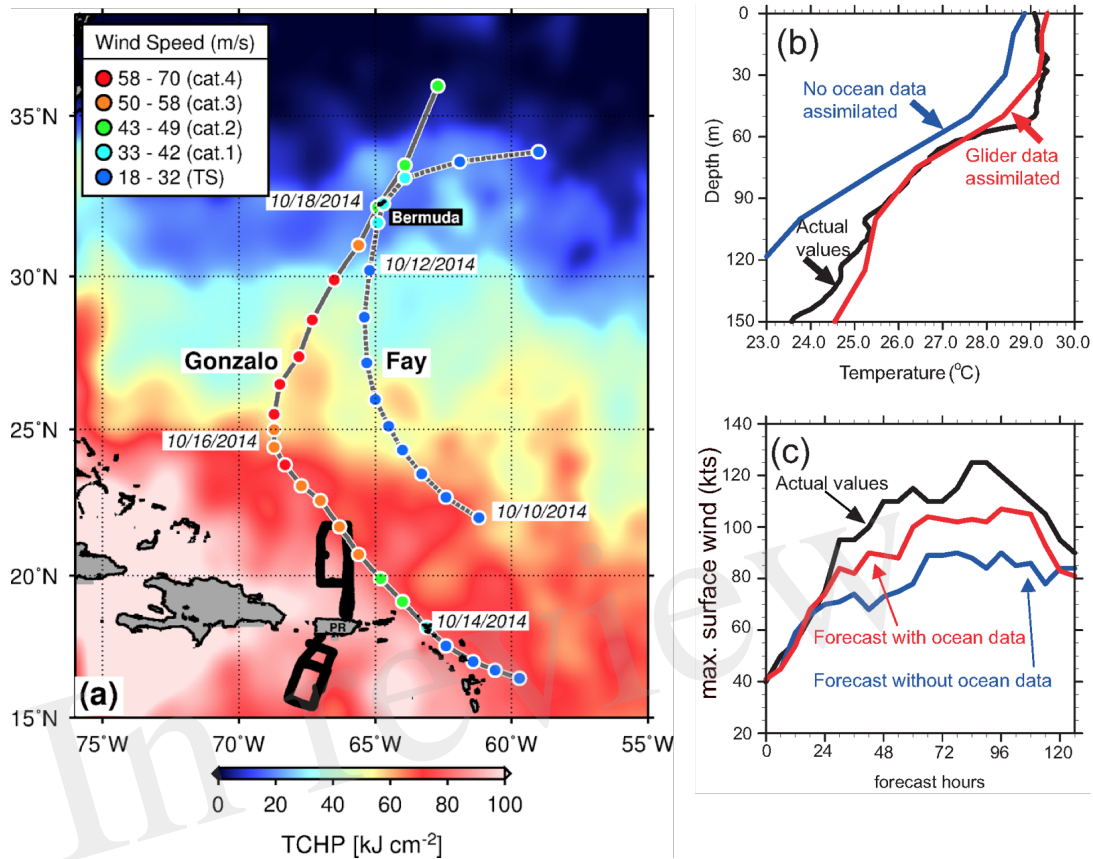 Wind Speed (m/s)
58 - 70 (cat.4)
50 - 58 (cat.3)
43 - 49 (cat.2)
33 - 42 (cat.1)
18 - 32 (TS)
35°N
30°N
25°N
20°N
15°N
10/18/2014
Bermuda
10/12/2014
Gonzalo
Fay
10/16/2014
10/10/2014
10/14/2014
PR
(a)
75°W
70°W
65°W
60°W
55°W
0
20
40
60
80
100
TCHP [kJ cm⁻²]
(b)
0
30
60
90
120
150
Depth (m)
No ocean data
assimilated
Glider data
assimilated
Actual
values
23.0
24.0
25.0
26.0
27.0
28.0
29.0
30.0
Temperature (°C)
(c)
140
120
100
80
60
40
20
max. surface wind (kts)
Actual values
Forecast with ocean data
Forecast without ocean data
0
24
48
72
96
120
forecast hours
In review